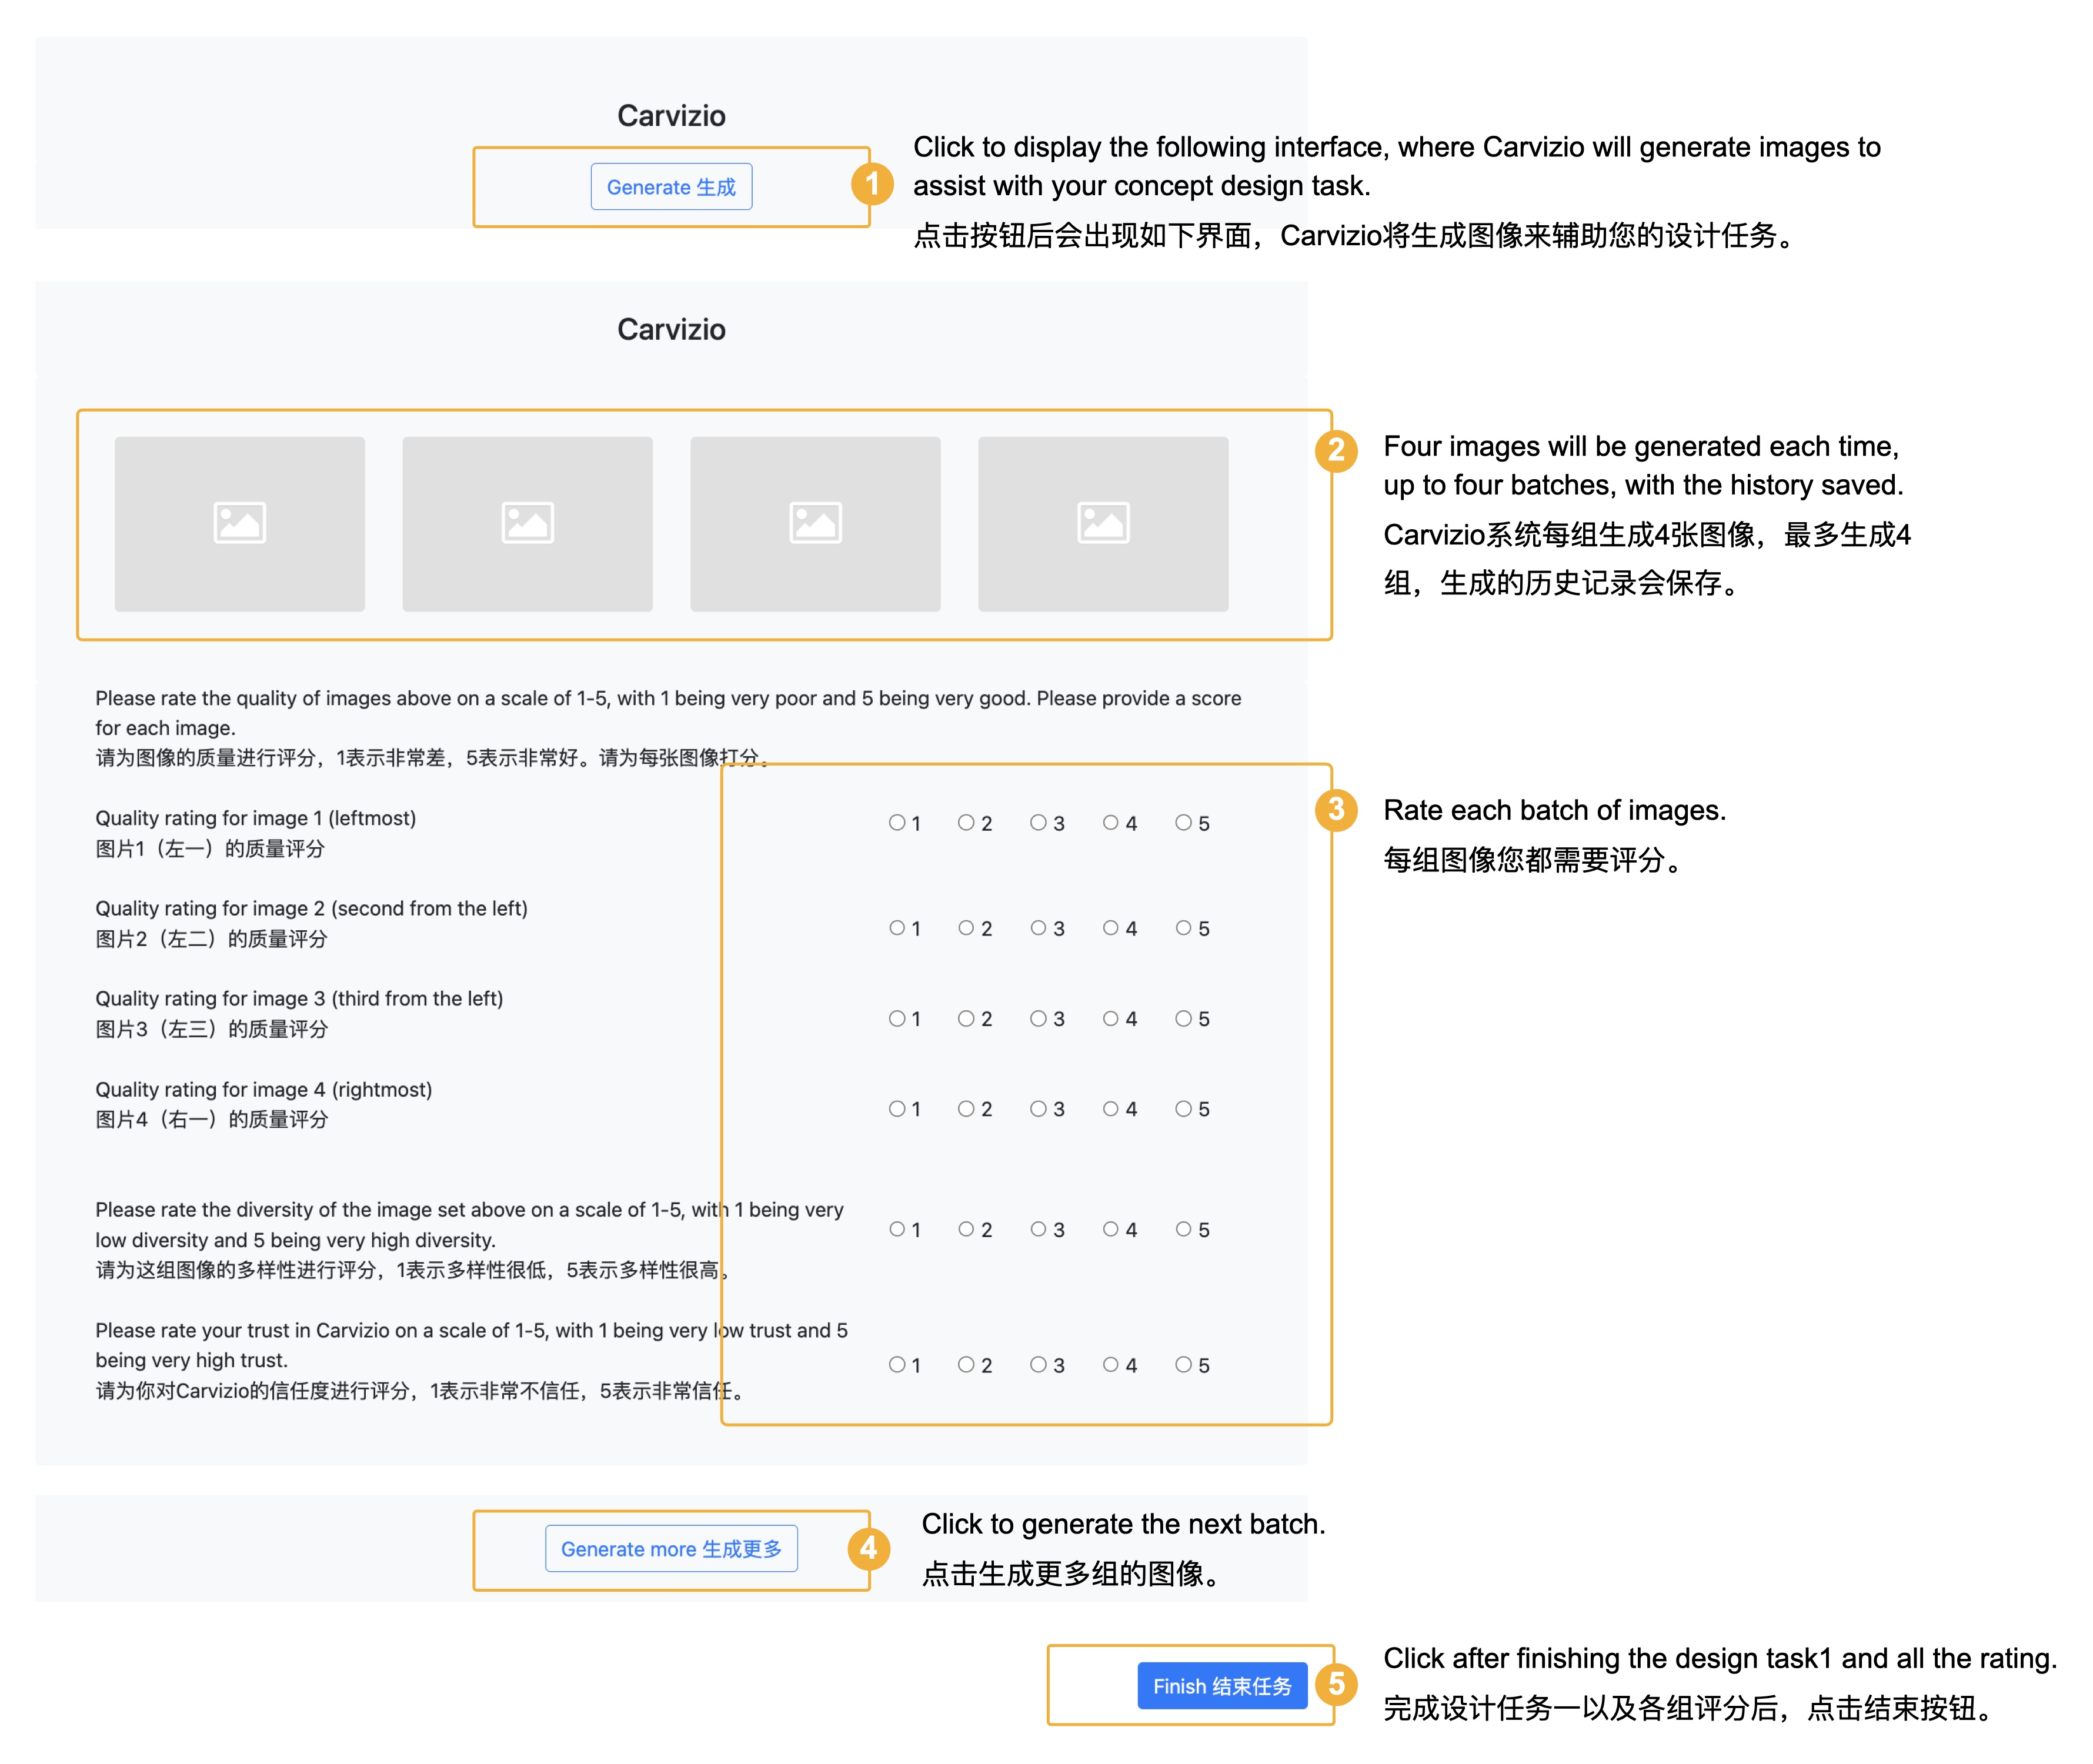 Carvizio
Generate 生成
1
Click to display the following interface, where Carvizio will generate images to
assist with your concept design task.
点击按钮后会出现如下界面，Carvizio将生成图像来辅助您的设计任务。
Carvizio
2
Four images will be generated each time,
up to four batches, with the history saved.
Carvizio系统每组生成4张图像，最多生成4
组，生成的历史记录会保存。
Please rate the quality of images above on a scale of 1-5, with 1 being very poor and 5 being very good. Please provide a score
for each image.
请为图像的质量进行评分，1表示非常差，5表示非常好。请为每张图像打分。
3
Rate each batch of images.
每组图像您都需要评分。
Quality rating for image 1 (leftmost)
图片1（左一）的质量评分
1 2 3 4 5
Quality rating for image 2 (second from the left)
图片2（左二）的质量评分
1 2 3 4 5
Quality rating for image 3 (third from the left)
图片3（左三）的质量评分
1 2 3 4 5
Quality rating for image 4 (rightmost)
图片4（右一）的质量评分
1 2 3 4 5
Please rate the diversity of the image set above on a scale of 1-5, with 1 being very
low diversity and 5 being very high diversity.
请为这组图像的多样性进行评分，1表示多样性很低，5表示多样性很高。
1 2 3 4 5
Please rate your trust in Carvizio on a scale of 1-5, with 1 being very low trust and 5
being very high trust.
请为你对Carvizio的信任度进行评分，1表示非常不信任，5表示非常信任。
1 2 3 4 5
Generate more 生成更多
4
Click to generate the next batch.
点击生成更多组的图像。
Finish 结束任务
5
Click after finishing the design task1 and all the rating.
完成设计任务一以及各组评分后，点击结束按钮。